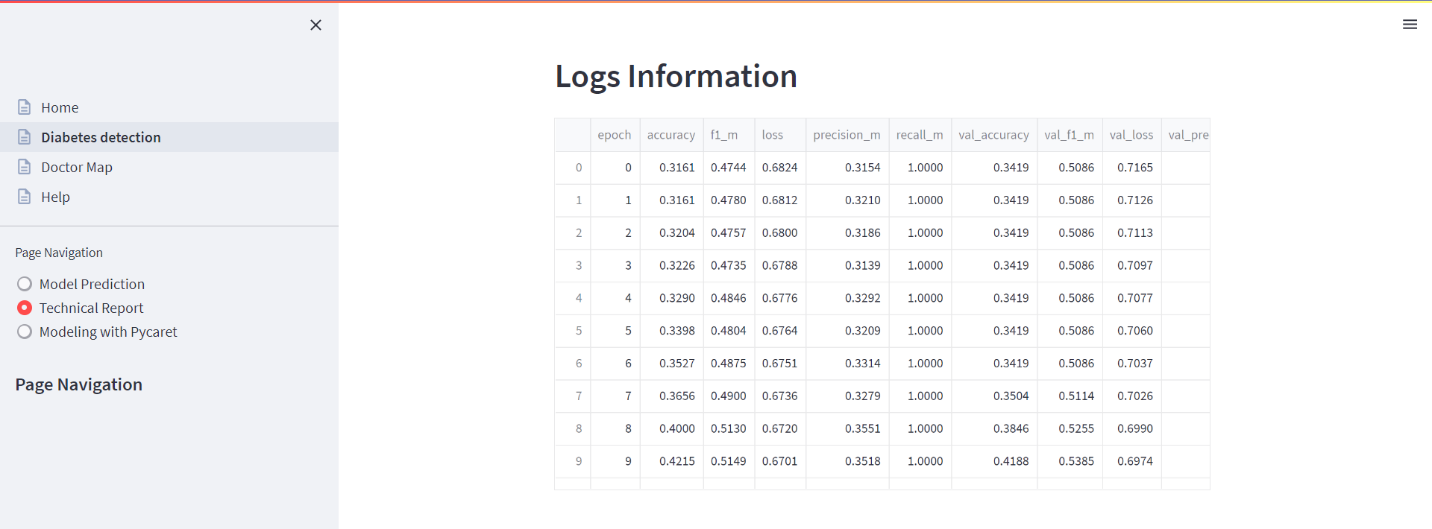 Home
Diabetes detection
Doctor Map
Help
Page Navigation
Model Prediction
Technical Report
Modeling with Pycaret
Page Navigation
Logs Information
epoch accuracy f1_m loss precision_m recall_m val_accuracy val_f1_m val_loss val_pre
0 0 0.3161 0.4744 0.6824 0.3154 1.0000 0.3419 0.5086 0.7165
1 1 0.3161 0.4780 0.6812 0.3210 1.0000 0.3419 0.5086 0.7126
2 2 0.3204 0.4757 0.6800 0.3186 1.0000 0.3419 0.5086 0.7113
3 3 0.3226 0.4735 0.6788 0.3139 1.0000 0.3419 0.5086 0.7097
4 4 0.3290 0.4846 0.6776 0.3292 1.0000 0.3419 0.5086 0.7077
5 5 0.3398 0.4804 0.6764 0.3209 1.0000 0.3419 0.5086 0.7060
6 6 0.3527 0.4875 0.6751 0.3314 1.0000 0.3419 0.5086 0.7037
7 7 0.3656 0.4900 0.6736 0.3279 1.0000 0.3504 0.5114 0.7026
8 8 0.4000 0.5130 0.6720 0.3551 1.0000 0.3846 0.5255 0.6990
9 9 0.4215 0.5149 0.6701 0.3518 1.0000 0.4188 0.5385 0.6974